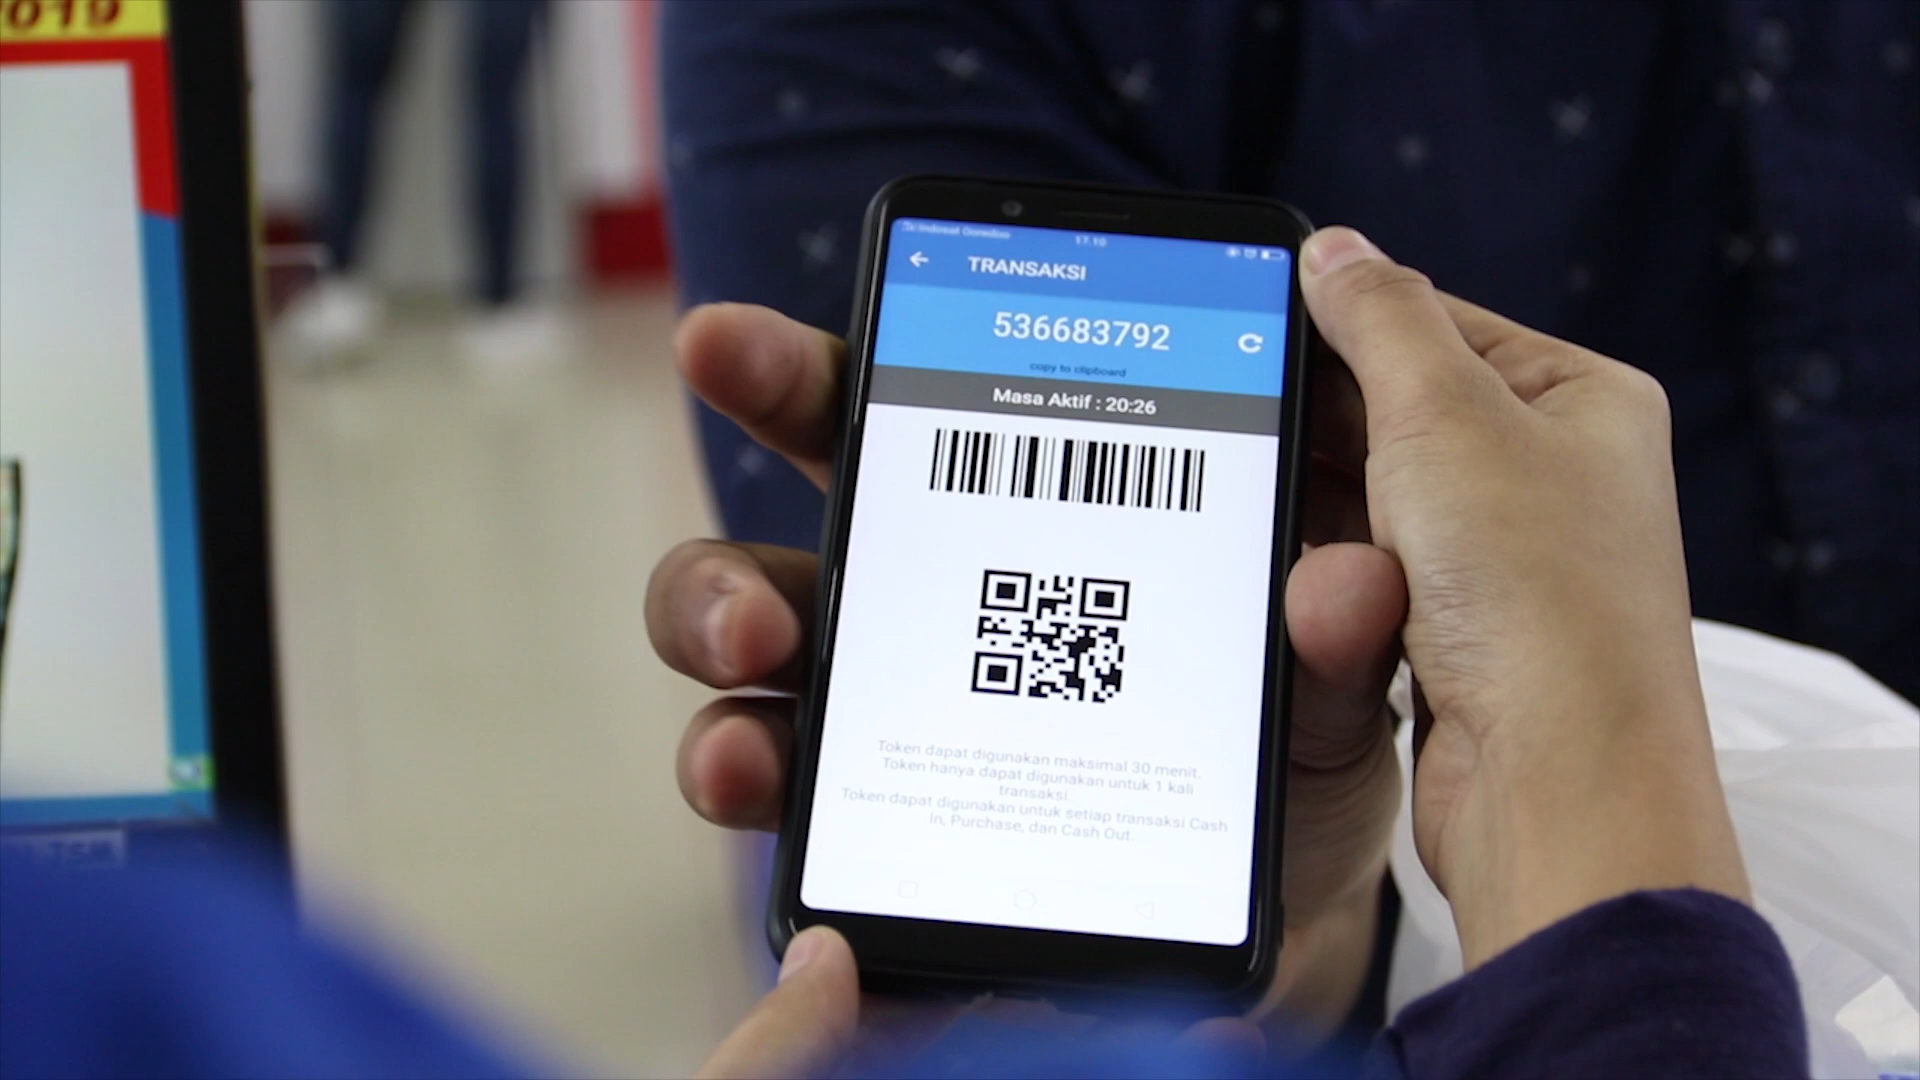 2019
Indosat Ooredoo 17.10
TRANSAKSI
536683792
copy to clipboard
Masa Aktif : 20:26
Token dapat digunakan maksimal 30 menit.
Token hanya dapat digunakan untuk 1 kali
transaksi.
Token dapat digunakan untuk setiap transaksi Cash
In, Purchase, dan Cash Out.